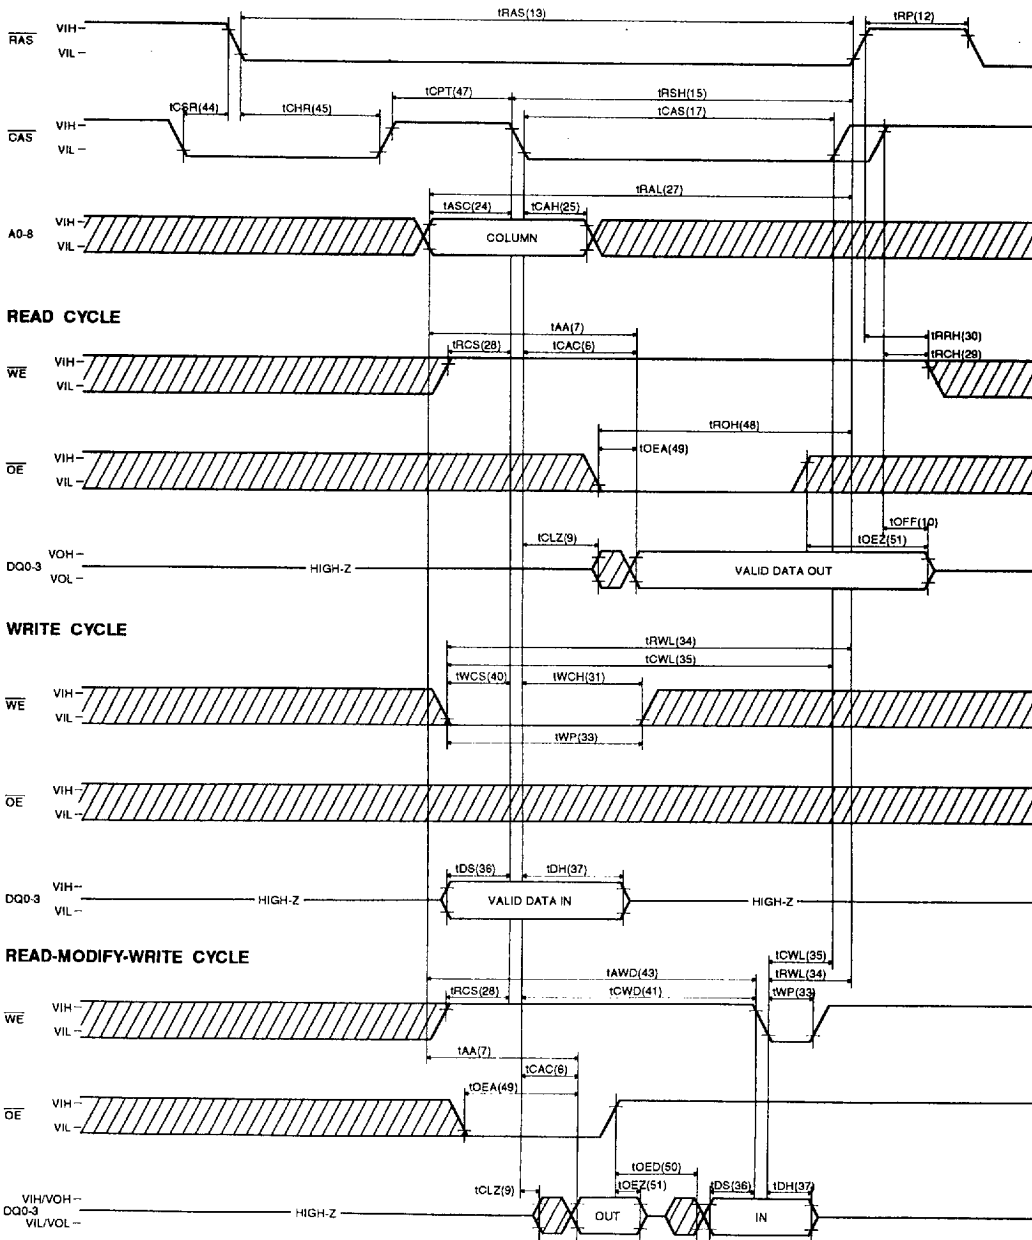 tRAS(13) tRP(12)
RAS VIH
VIL
tCSR(44) tCHR(45) tCPT(47) tRSH(15)
tCAS(17)
CAS VIH
VIL
tRAL(27)
tASC(24) tCAH(25)
A0-8 VIH
VIL
COLUMN
READ CYCLE
tAA(7)
tRCS(28) tCAC(6)
tRRH(30)
tRCH(29)
WE VIH
VIL
tROH(48)
tOEA(49)
OE VIH
VIL
tCLZ(9)
tOFF(10)
tOEZ(51)
DQ0-3 VOH
VOL
HIGH-Z VALID DATA OUT
WRITE CYCLE
tRWL(34)
tCWL(35)
tWCS(40) tWCH(31)
WE VIH
VIL
tWP(33)
OE VIH
VIL
tDS(36) tDH(37)
DQ0-3 VIH
VIL
HIGH-Z VALID DATA IN HIGH-Z
READ-MODIFY-WRITE CYCLE
tCWL(35)
tAWD(43) tRWL(34)
tRCS(28) tCWD(41) tWP(33)
WE VIH
VIL
tAA(7)
tCAC(6)
tOEA(49)
OE VIH
VIL
tOED(50)
tCLZ(9) tOEZ(51) tDS(36) tDH(37)
DQ0-3 VIH/VOH
VIL/VOL
HIGH-Z OUT IN